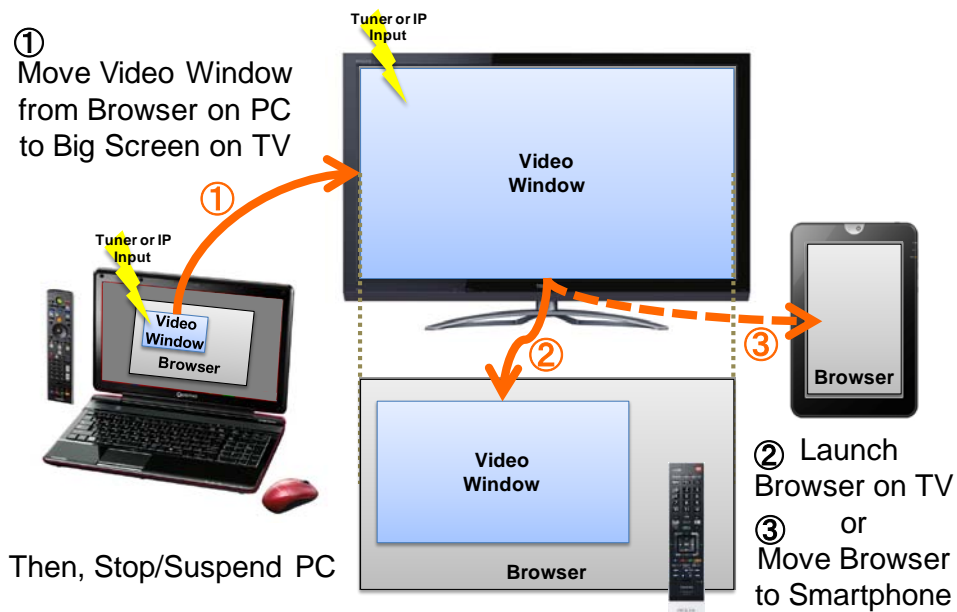 ①
Move Video Window
from Browser on PC
to Big Screen on TV
Tuner or IP
Input
Video
Window
①
Tuner or IP
Input
Video
Window
Browser
②
③
Browser
Video
Window
Browser
② Launch
Browser on TV
or
③
Move Browser
to Smartphone
Then, Stop/Suspend PC